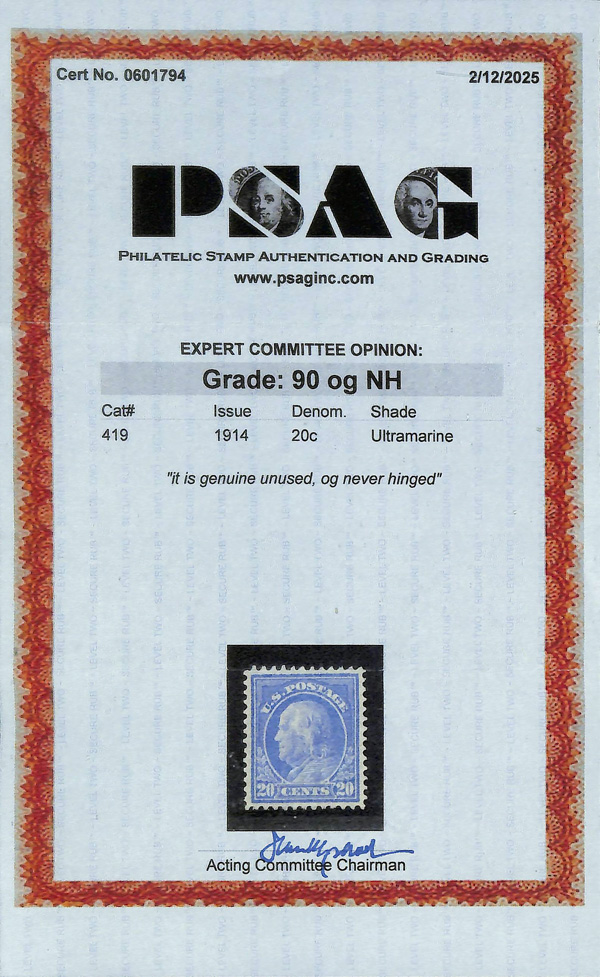 Cert No. 0601794
2/12/2025
PSAG
PHILATELIC STAMP AUTHENTICATION AND GRADING
www.psaginc.com
EXPERT COMMITTEE OPINION:
Grade: 90 og NH
Cat# Issue Denom. Shade
419 1914 20c Ultramarine
"it is genuine unused, og never hinged"
U.S. POSTAGE
20 CENTS 20
Acting Committee Chairman